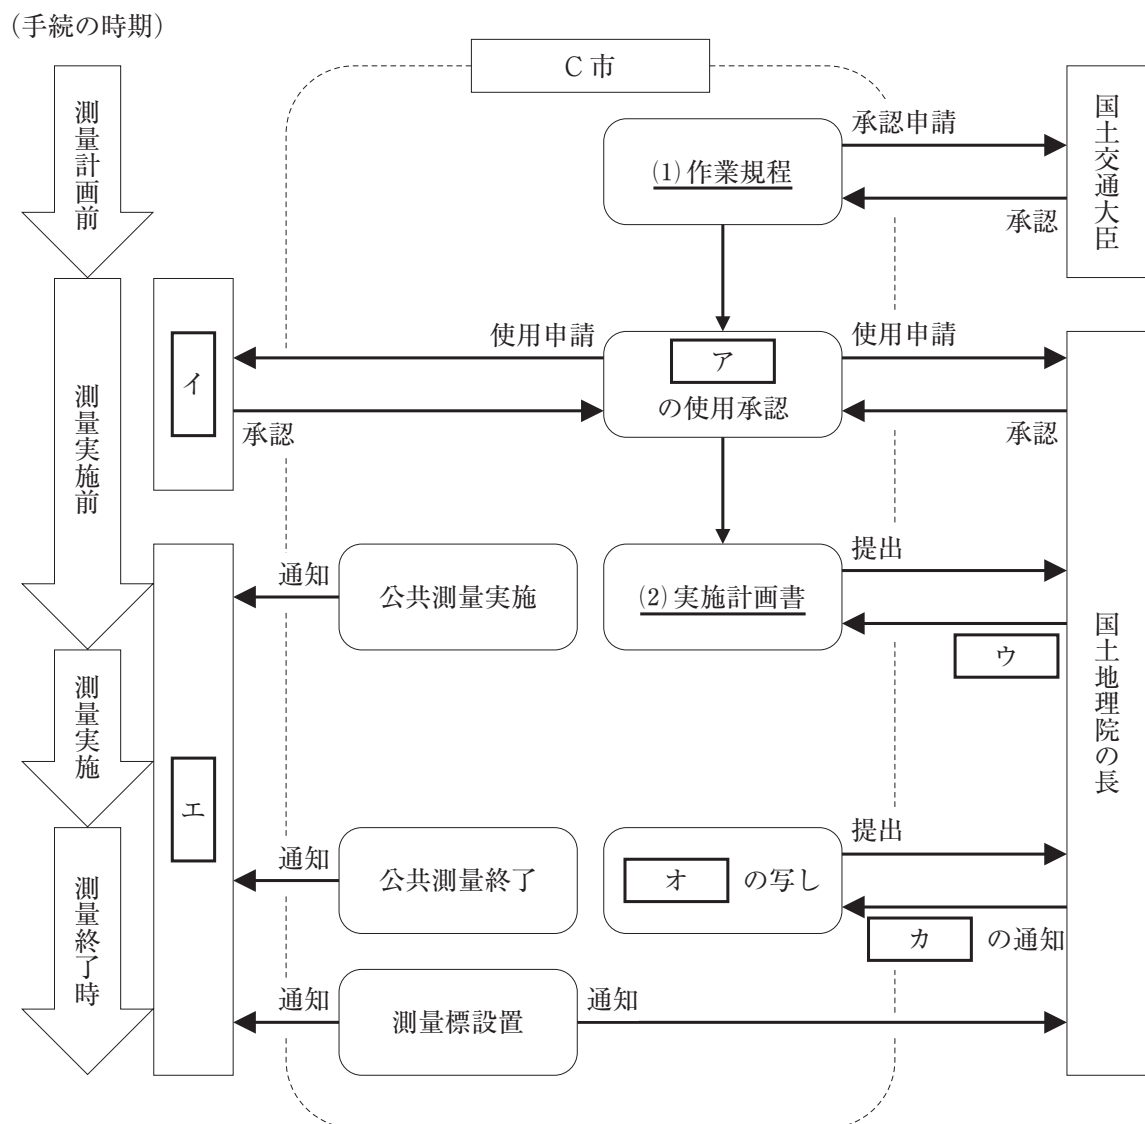 (手続の時期)
C 市
測量計画前
承認申請
(1) 作業規程
承認
国土交通大臣
測量実施前
イ
使用申請
承認
ア
の使用承認
使用申請
承認
通知
公共測量実施
(2) 実施計画書
提出
ウ
国土地理院の長
測量実施
エ
測量終了時
通知
公共測量終了
オ の写し
提出
カ の通知
通知
測量標設置
通知